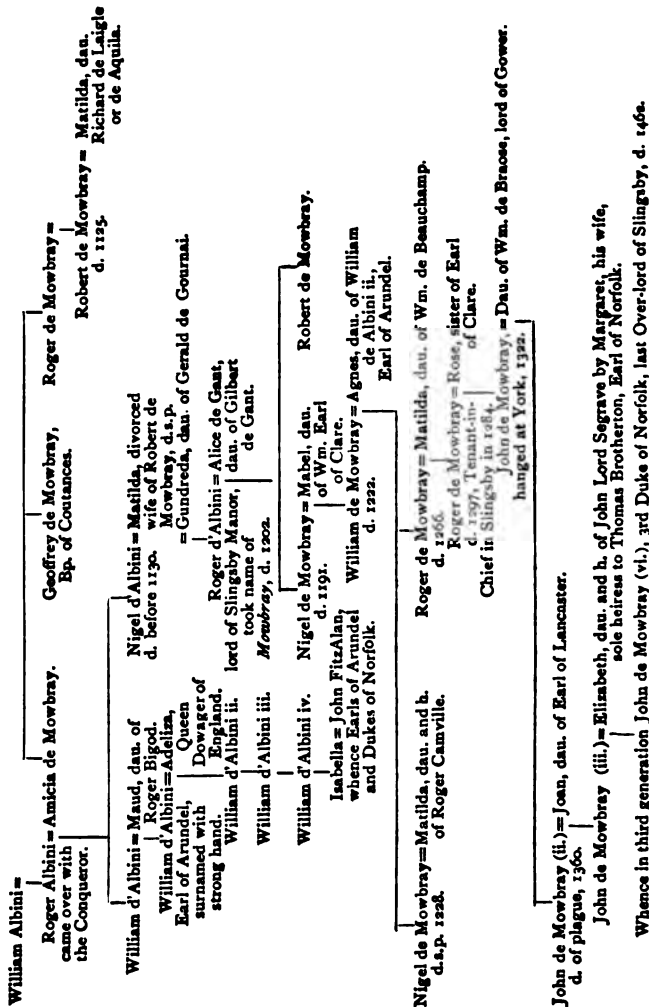 William Albini=
Roger Albini=Amicia de Mowbray.
came over with
the Conqueror.
Geoffrey de Mowbray,
Bp. of Coutances.
Roger de Mowbray=
Robert de Mowbray= Matilda, dau.
d. 1125.
Richard de Laigle
or de Aquila.
William d'Albini=Maud, dau. of
Roger Bigod.
William d'Albini=Adeliza,
Earl of Arundel,
surnamed with
strong hand.
Queen
Dowager of
England.
William d'Albini ii.
William d'Albini iii.
William d'Albini iv.
Isabella=John FitzAlan,
whence Earls of Arundel
and Dukes of Norfolk.
Nigel d'Albini=Matilda, divorced
d. before 1130.
wife of Robert de
Mowbray, d.s.p.
=Gundreda, dau. of Gerald de Gournai.
Roger d'Albini=Alice de Gant,
lord of Slingsby Manor,
dau. of Gilbert
took name of
de Gant.
Mowbray, d. 1202.
Nigel de Mowbray=Mabel, dau.
d. 1191.
of Wm. Earl
of Clare.
Robert de Mowbray.
William de Mowbray=Agnes, dau. of William
d. 1222.
de Albini ii.,
Earl of Arundel.
Nigel de Mowbray=Matilda, dau. and h.
d.s.p. 1228.
of Roger Camville.
Roger de Mowbray=Matilda, dau. of Wm. de Beauchamp.
d. 1266.
Roger de Mowbray=Rose, sister of Earl
d. 1297, Tenant-in-
of Clare.
Chief in Slingsby in 1284.
John de Mowbray,=Dau. of Wm. de Braose, lord of Gower.
hanged at York, 1322.
John de Mowbray (ii.)=Joan, dau. of Earl of Lancaster.
d. of plague, 1360.
John de Mowbray (iii.)=Elizabeth, dau. and h. of John Lord Segrave by Margaret, his wife,
sole heiress to Thomas Brotherton, Earl of Norfolk.
Whence in third generation John de Mowbray (vi.), 3rd Duke of Norfolk, last Over-lord of Slingsby, d. 1462.